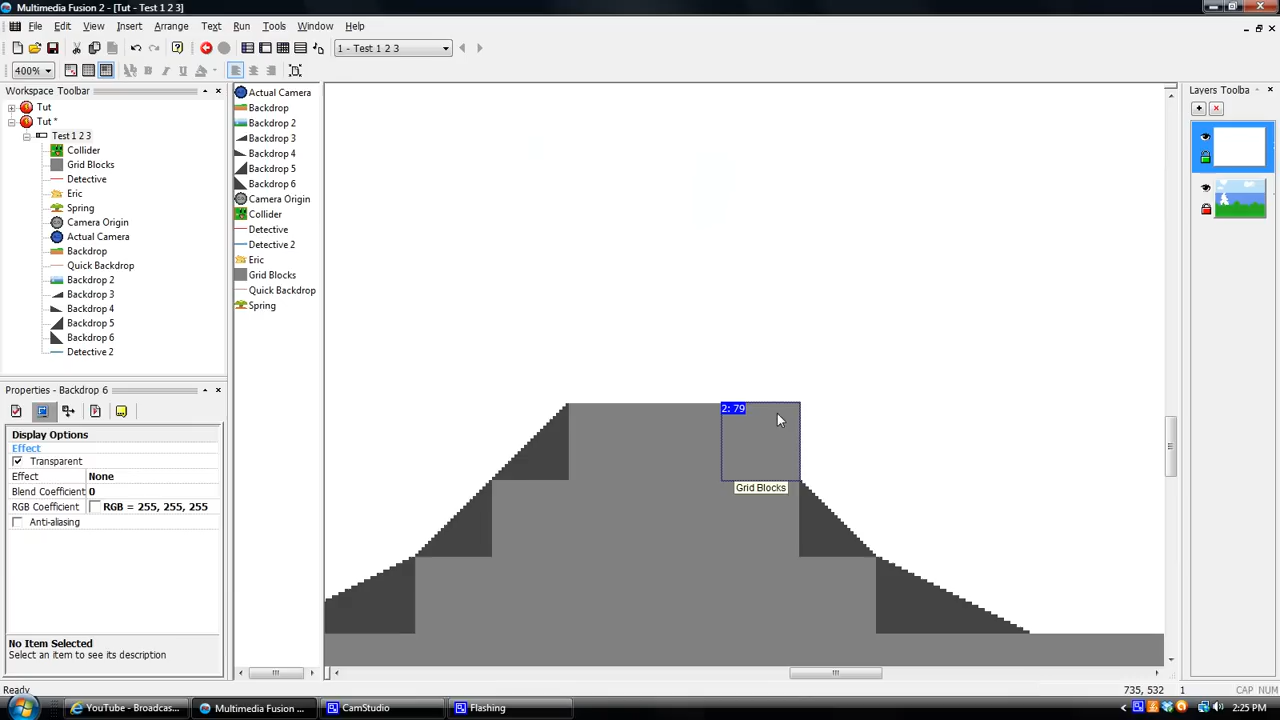 Multimedia Fusion 2 - [Tut - Test 1 2 3]
File Edit View Insert Arrange Text Run Tools Window Help
1 - Test 1 2 3
400% B I U
Workspace Toolbar
Tut
Tut *
Test 1 2 3
Collider
Grid Blocks
Detective
Eric
Spring
Camera Origin
Actual Camera
Backdrop
Quick Backdrop
Backdrop 2
Backdrop 3
Backdrop 4
Backdrop 5
Backdrop 6
Detective 2
Actual Camera
Backdrop
Backdrop 2
Backdrop 3
Backdrop 4
Backdrop 5
Backdrop 6
Camera Origin
Collider
Detective
Detective 2
Eric
Grid Blocks
Quick Backdrop
Spring
2: 79
Grid Blocks
Layers Toolba
Properties - Backdrop 6
Display Options
Effect
Transparent
Effect None
Blend Coefficient 0
RGB Coefficient RGB = 255, 255, 255
Anti-aliasing
No Item Selected
Select an item to see its description
Ready 735, 532 1 CAP NUM
YouTube - Broadcas... Multimedia Fusion ... CamStudio Flashing 2:25 PM